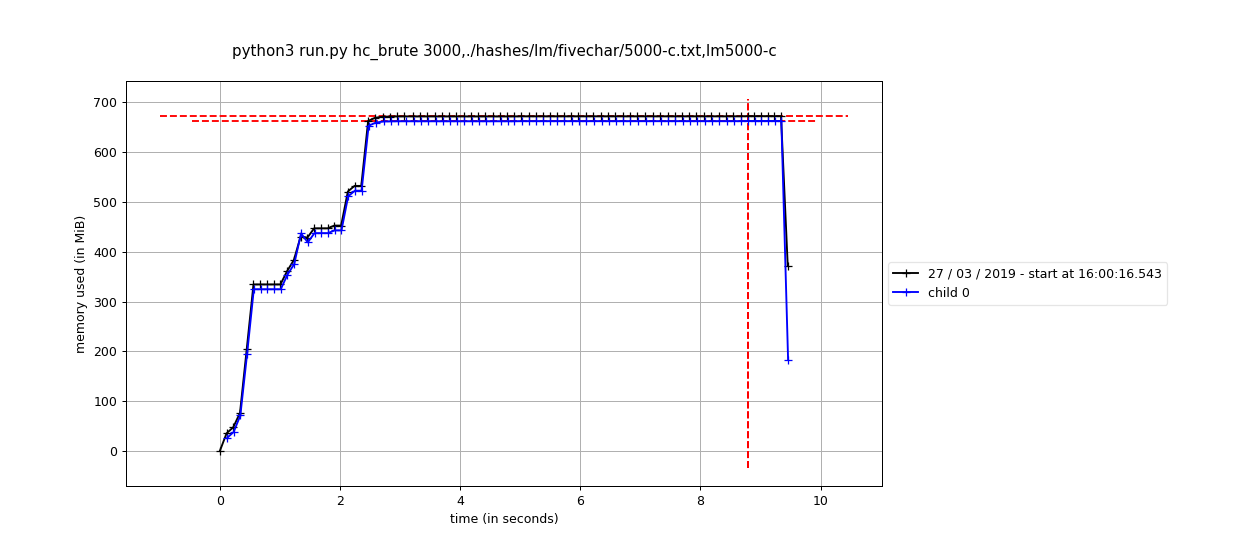 python3 run.py hc_brute 3000,./hashes/lm/fivechar/5000-c.txt,lm5000-c
700
600
500
400
300
200
100
0
memory used (in MiB)
0 2 4 6 8 10
time (in seconds)
27 / 03 / 2019 - start at 16:00:16.543
child 0